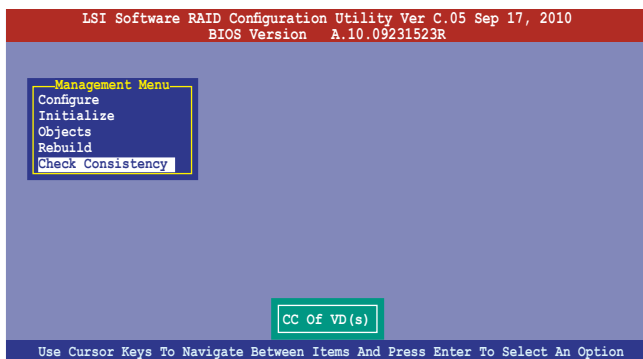 LSI Software RAID Configuration Utility Ver C.05 Sep 17, 2010
BIOS Version A.10.09231523R
Management Menu
Configure
Initialize
Objects
Rebuild
Check Consistency
CC Of VD(s)
Use Cursor Keys To Navigate Between Items And Press Enter To Select An Option